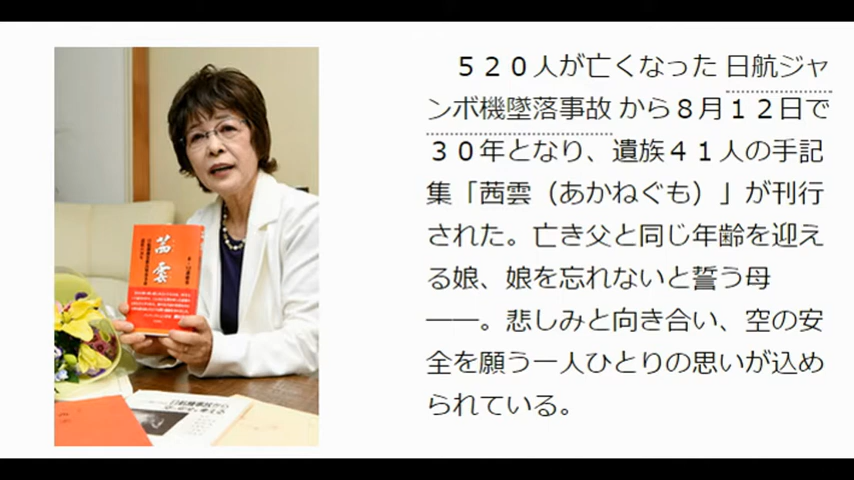 ５２０人が亡くなった 日航ジャ
ンボ機墜落事故 から８月１２日で
３０年となり、遺族４１人の手記
集「茜雲（あかねぐも）」が刊行
された。亡き父と同じ年齢を迎え
る娘、娘を忘れないと誓う母
――。悲しみと向き合い、空の安
全を願う一人ひとりの思いが込め
られている。
茜雲